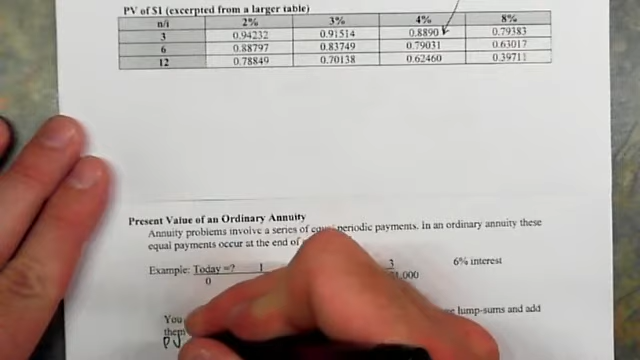 PV of $1 (excerpted from a larger table)
n/i 2% 3% 4% 8%
3 0.94232 0.91514 0.8890 0.79383
6 0.88797 0.83749 0.79031 0.63017
12 0.78849 0.70138 0.62460 0.39711
Present Value of an Ordinary Annuity
Annuity problems involve a series of periodic payments. In an ordinary annuity these
equal payments occur at the end of
Example: Today =? 1 3 6% interest
0 ,000
You lump-sums and add
them
PV